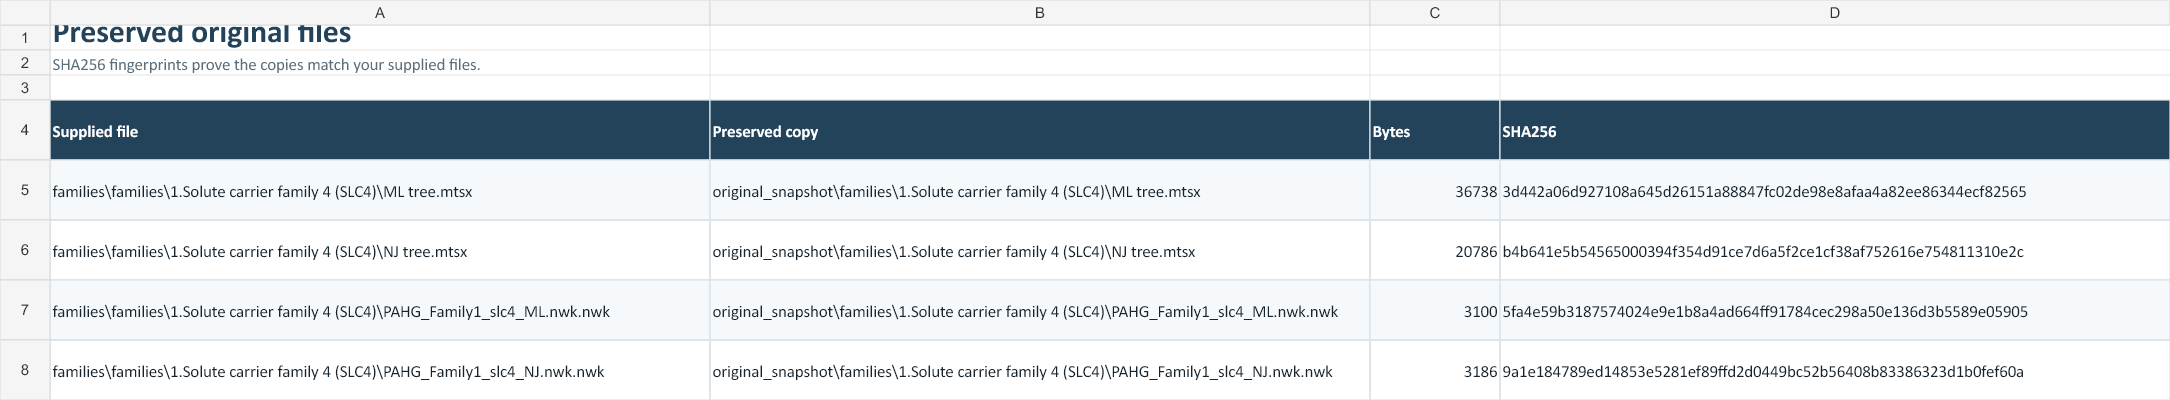 A B C D
1 Preserved original files
2 SHA256 fingerprints prove the copies match your supplied files.
3
4 Supplied file Preserved copy Bytes SHA256
5 families\families\1.Solute carrier family 4 (SLC4)\ML tree.mtsx original_snapshot\families\1.Solute carrier family 4 (SLC4)\ML tree.mtsx 36738 3d442a06d927108a645d26151a88847fc02de98e8afaa4a82ee86344ecf82565
6 families\families\1.Solute carrier family 4 (SLC4)\NJ tree.mtsx original_snapshot\families\1.Solute carrier family 4 (SLC4)\NJ tree.mtsx 20786 b4b641e5b54565000394f354d91ce7d6a5f2ce1cf38af752616e754811310e2c
7 families\families\1.Solute carrier family 4 (SLC4)\PAHG_Family1_slc4_ML.nwk.nwk original_snapshot\families\1.Solute carrier family 4 (SLC4)\PAHG_Family1_slc4_ML.nwk.nwk 3100 5fa4e59b3187574024e9e1b8a4ad664ff91784cec298a50e136d3b5589e05905
8 families\families\1.Solute carrier family 4 (SLC4)\PAHG_Family1_slc4_NJ.nwk.nwk original_snapshot\families\1.Solute carrier family 4 (SLC4)\PAHG_Family1_slc4_NJ.nwk.nwk 3186 9a1e184789ed14853e5281ef89ffd2d0449bc52b56408b83386323d1b0fef60a